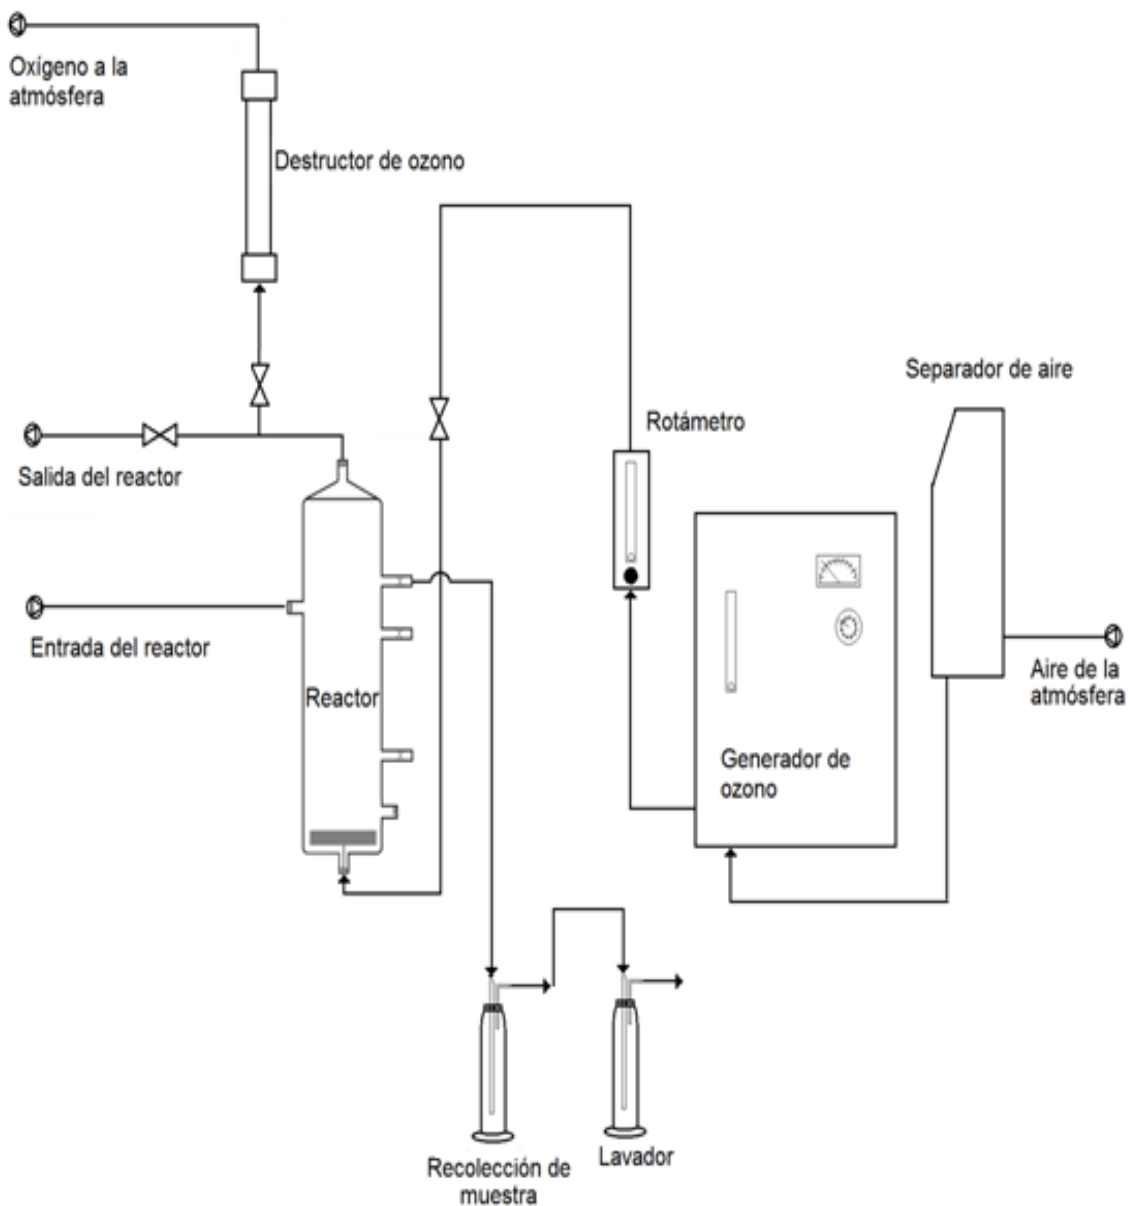 Oxígeno a la
atmósfera
Destructor de ozono
Separador de aire
Rotámetro
Salida del reactor
Entrada del reactor
Aire de la
atmósfera
Reactor
Generador de
ozono
Recolección de
muestra
Lavador